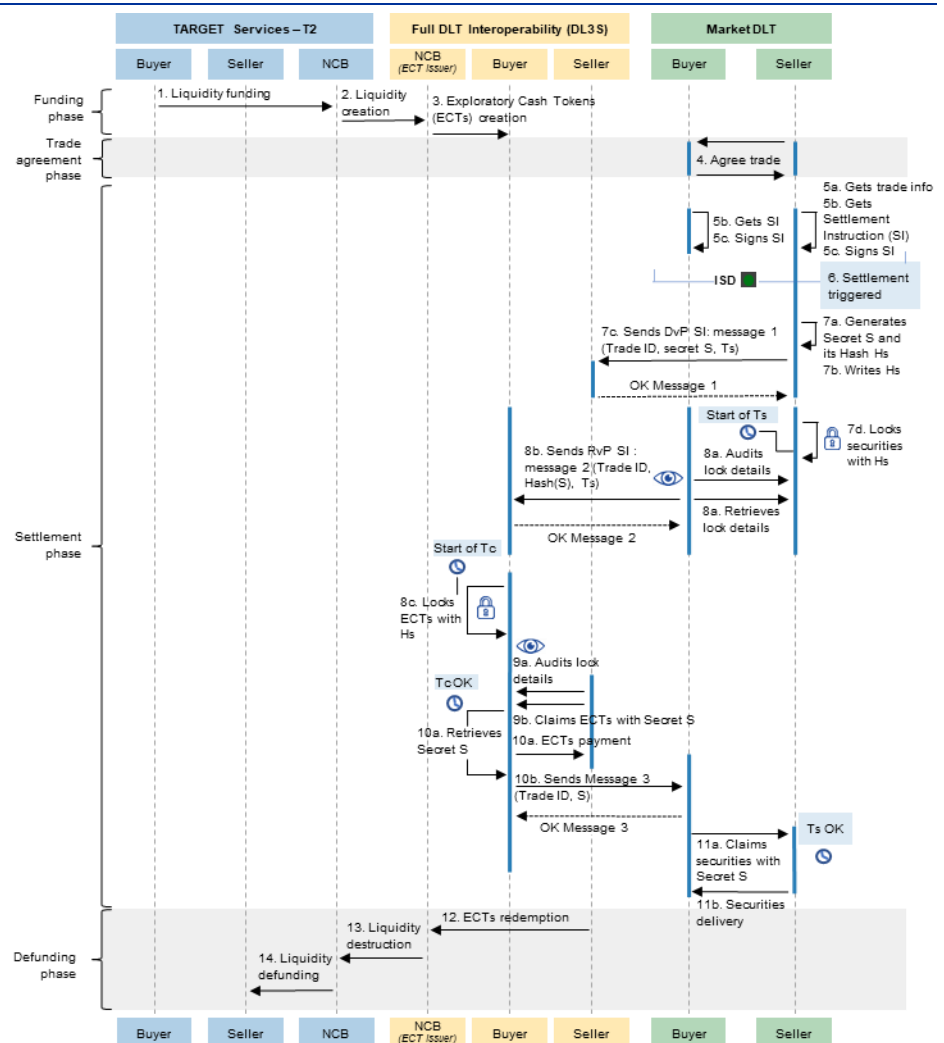 TARGET Services – T2
Full DLT Interoperability (DL3S)
Market DLT
Buyer
Seller
NCB
NCB
(ECT Issuer)
Buyer
Seller
Buyer
Seller
Funding
phase
1. Liquidity funding
2. Liquidity
creation
3. Exploratory Cash Tokens
(ECTs) creation
Trade
agreement
phase
4. Agree trade
Settlement
phase
5a. Gets trade info
5b. Gets
Settlement
Instruction (SI)
5c. Signs SI
5b. Gets SI
5c. Signs SI
ISD
6. Settlement
triggered
7a. Generates
Secret S and
its Hash Hs
7b. Writes Hs
7c. Sends DvP SI: message 1
(Trade ID, secret S, Ts)
OK Message 1
Start of Ts
7d. Locks
securities
with Hs
8a. Audits
lock details
8b. Sends RvP SI :
message 2 (Trade ID,
Hash(S), Ts)
8a. Retrieves
lock details
OK Message 2
Start of Tc
8c. Locks
ECTs with
Hs
9a. Audits lock
details
Tc OK
9b. Claims ECTs with Secret S
10a. Retrieves
Secret S
10a. ECTs payment
10b. Sends Message 3
(Trade ID, S)
OK Message 3
Ts OK
11a. Claims
securities with
Secret S
11b. Securities
delivery
Defunding
phase
12. ECTs redemption
13. Liquidity
destruction
14. Liquidity
defunding
Buyer
Seller
NCB
NCB
(ECT Issuer)
Buyer
Seller
Buyer
Seller